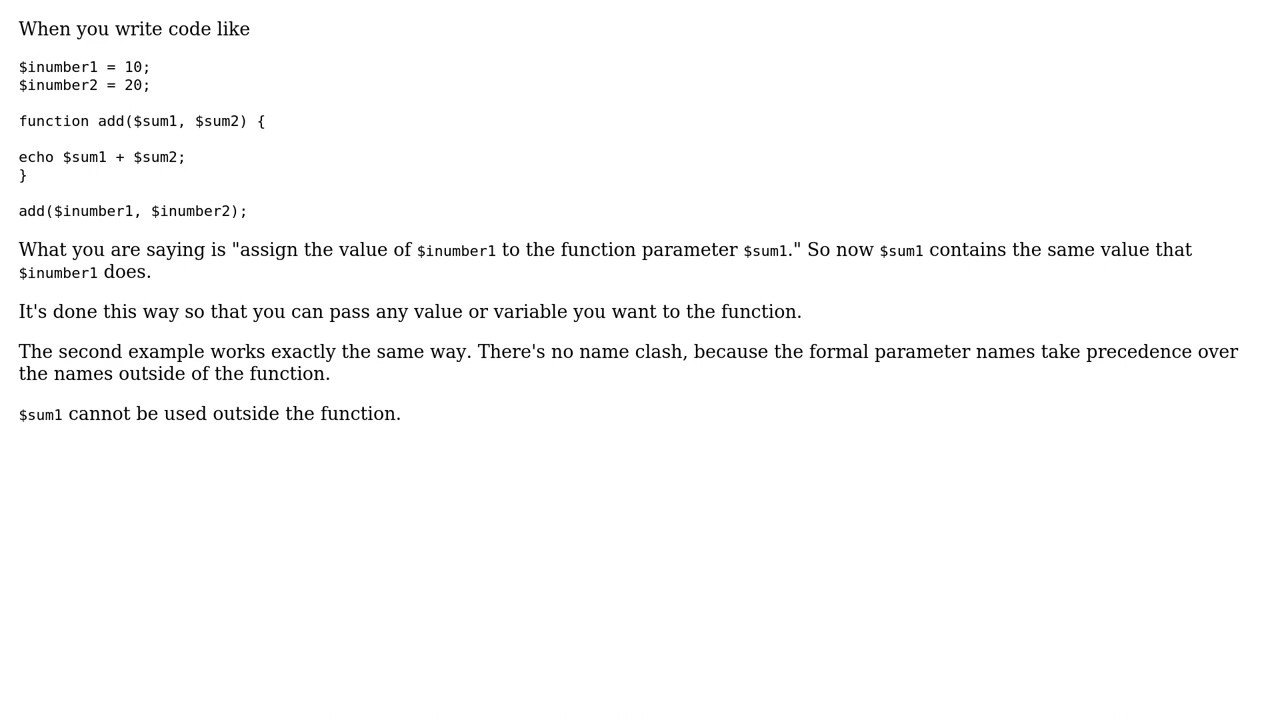 When you write code like
$inumber1 = 10;
$inumber2 = 20;
function add($sum1, $sum2) {
echo $sum1 + $sum2;
}
add($inumber1, $inumber2);
What you are saying is "assign the value of $inumber1 to the function parameter $sum1." So now $sum1 contains the same value that
$inumber1 does.
It's done this way so that you can pass any value or variable you want to the function.
The second example works exactly the same way. There's no name clash, because the formal parameter names take precedence over
the names outside of the function.
$sum1 cannot be used outside the function.